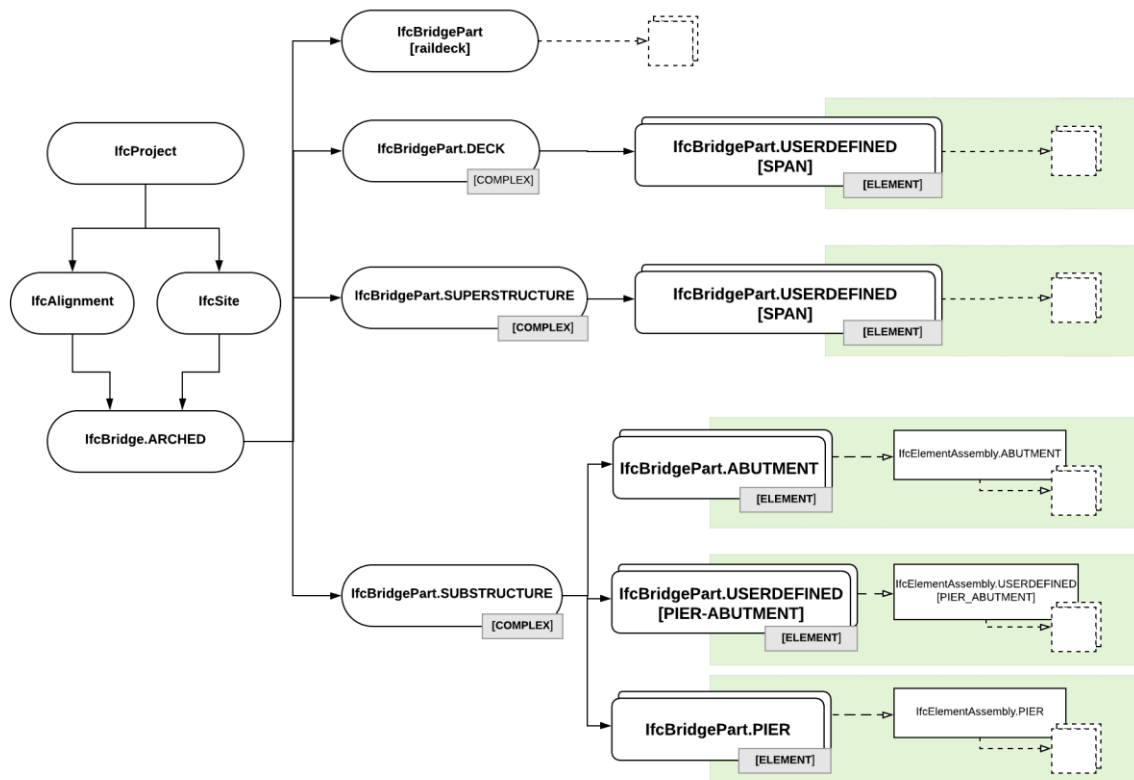 IfcBridgePart
[raildeck]
IfcProject
IfcBridgePart.DECK
[COMPLEX]
IfcBridgePart.USERDEFINED
[SPAN]
[ELEMENT]
IfcAlignment
IfcSite
IfcBridgePart.SUPERSTRUCTURE
[COMPLEX]
IfcBridgePart.USERDEFINED
[SPAN]
[ELEMENT]
IfcBridge.ARCHED
IfcBridgePart.ABUTMENT
[ELEMENT]
IfcElementAssembly.ABUTMENT
IfcBridgePart.SUBSTRUCTURE
[COMPLEX]
IfcBridgePart.USERDEFINED
[PIER-ABUTMENT]
[ELEMENT]
IfcElementAssembly.USERDEFINED
[PIER_ABUTMENT]
IfcBridgePart.PIER
[ELEMENT]
IfcElementAssembly.PIER